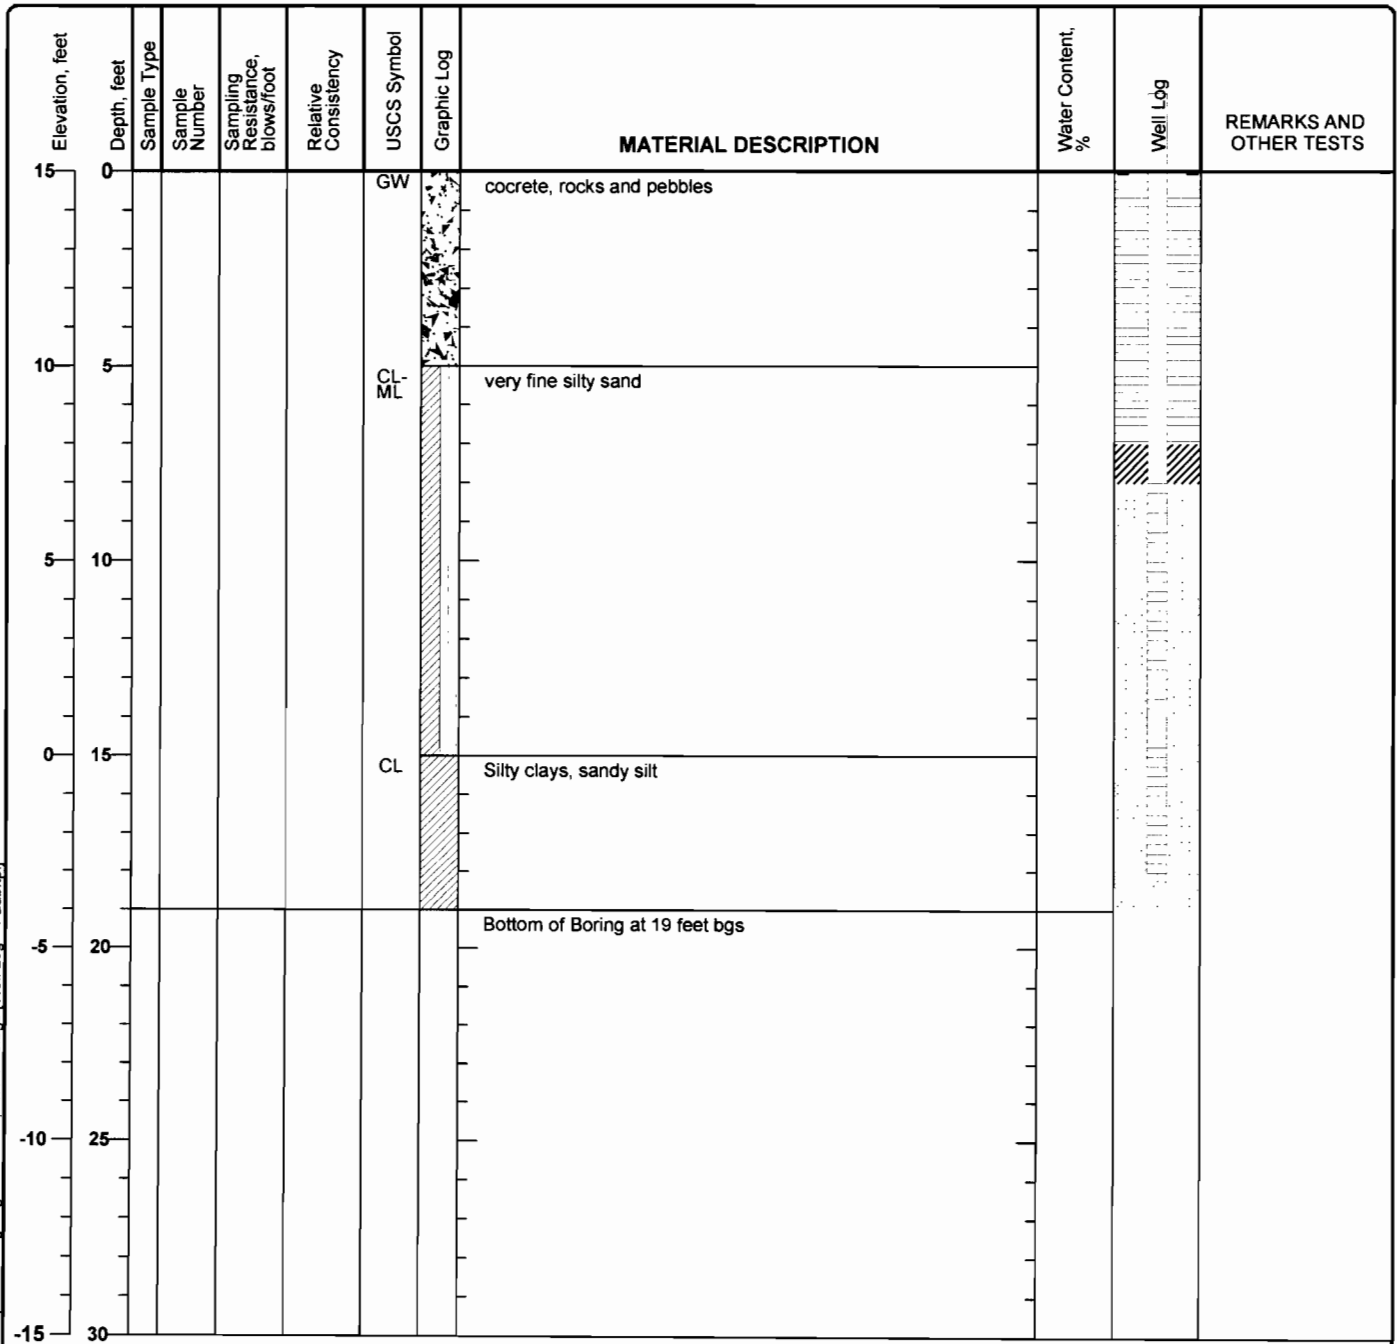 Elevation, feet
Depth, feet
Sample Type
Sample
Number
Sampling
Resistance,
blows/foot
Relative
Consistency
USCS Symbol
Graphic Log
MATERIAL DESCRIPTION
Water Content,
%
Well Log
REMARKS AND
OTHER TESTS
15 0
GW cocrete, rocks and pebbles
10 5
CL-
ML
very fine silty sand
5 10
0 15
CL Silty clays, sandy silt
Bottom of Boring at 19 feet bgs
-5 20
-10 25
-15 30